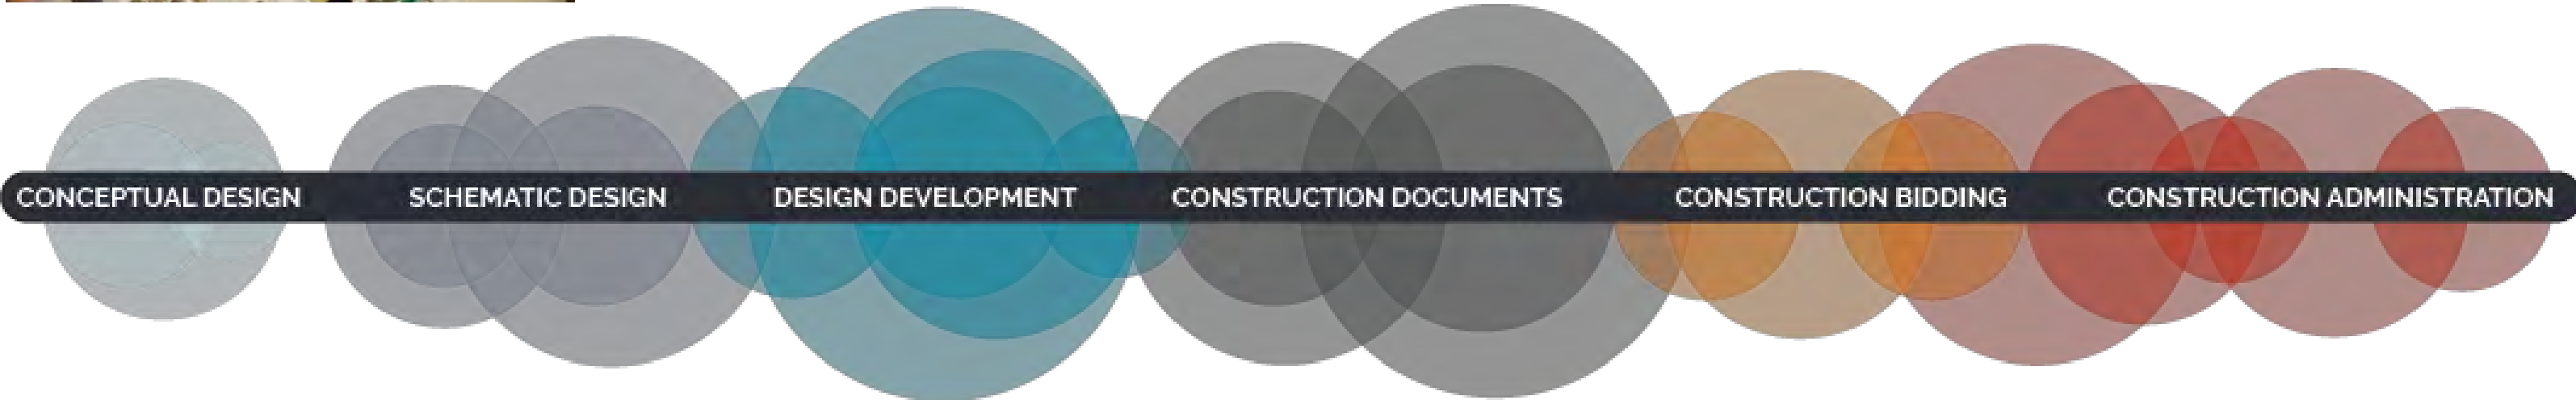 CONCEPTUAL DESIGN SCHEMATIC DESIGN DESIGN DEVELOPMENT CONSTRUCTION DOCUMENTS CONSTRUCTION BIDDING CONSTRUCTION ADMINISTRATION